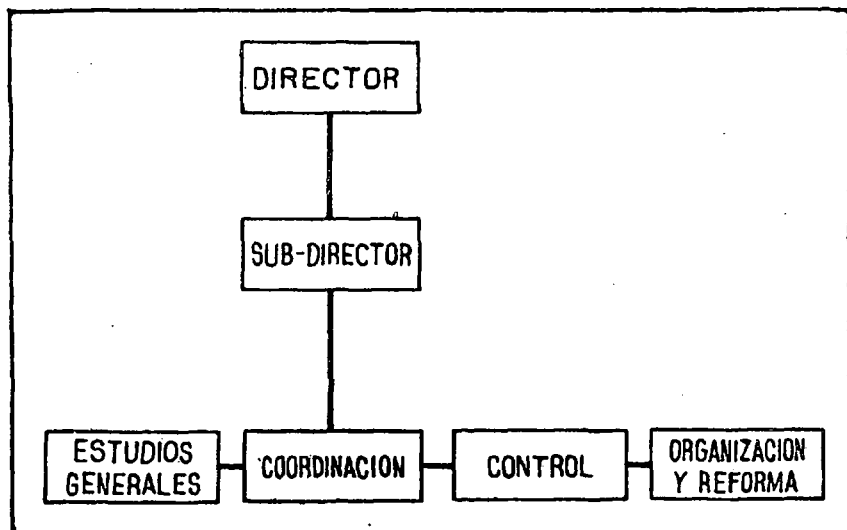 DIRECTOR
SUB-DIRECTOR
ESTUDIOS
GENERALES
COORDINACION
CONTROL
ORGANIZACION
Y REFORMA